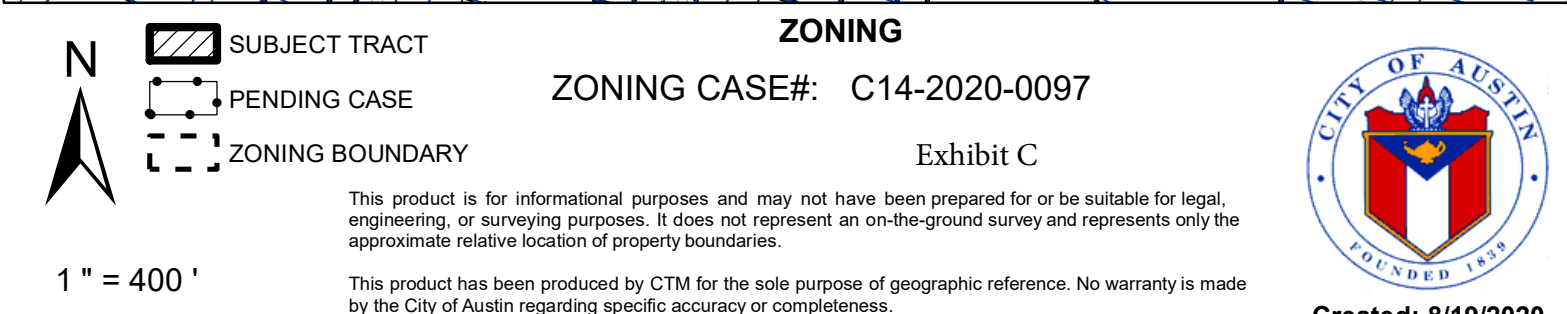 ZONING
N
SUBJECT TRACT
ZONING CASE#: C14-2020-0097
PENDING CASE
ZONING BOUNDARY
Exhibit C
This product is for informational purposes and may not have been prepared for or be suitable for legal,
engineering, or surveying purposes. It does not represent an on-the-ground survey and represents only the
approximate relative location of property boundaries.
1 " = 400 '
This product has been produced by CTM for the sole purpose of geographic reference. No warranty is made
by the City of Austin regarding specific accuracy or completeness.
CITY OF AUSTIN
FOUNDED 1839
Created: 8/19/2020